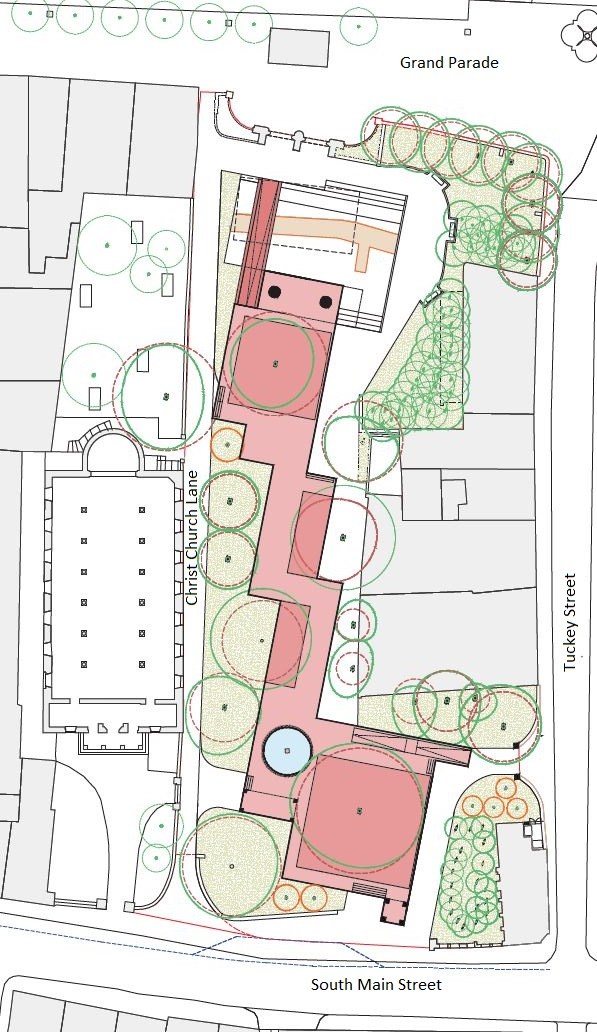 Grand Parade
Christ Church Lane
Tuckey Street
South Main Street